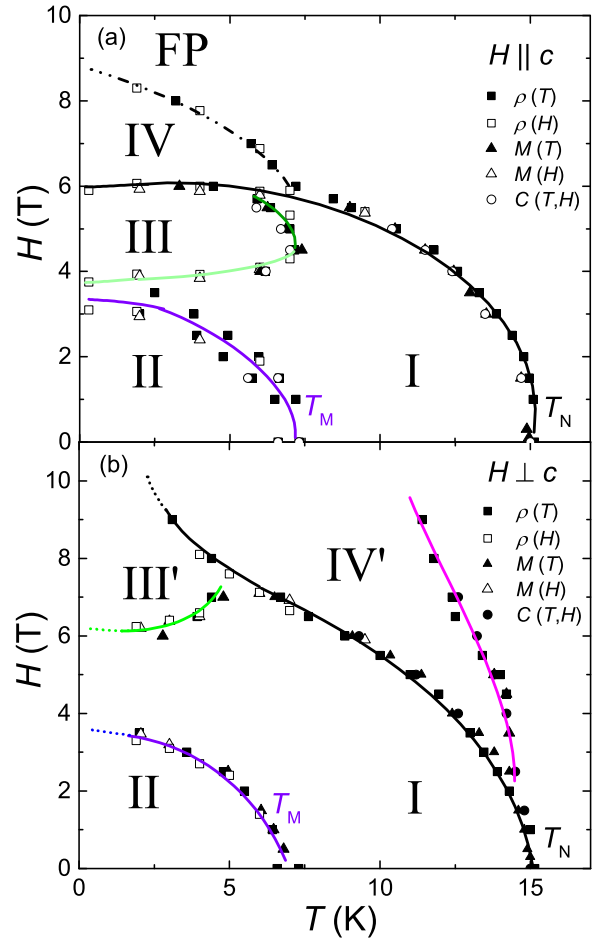 (a)
FP
H || c
ρ (T)
ρ (H)
M (T)
M (H)
C (T,H)
IV
III
II
I
T_M
T_N
H (T)
10
8
6
4
2
0
(b)
H ⊥ c
ρ (T)
ρ (H)
M (T)
M (H)
C (T,H)
III'
IV'
II
I
T_M
T_N
H (T)
10
8
6
4
2
0
0 5 10 15
T (K)